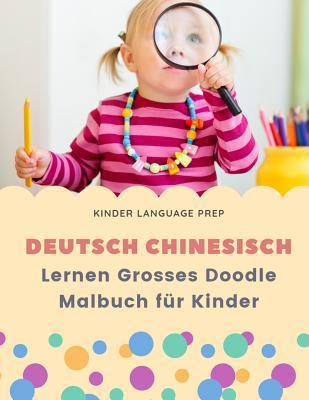 KINDER LANGUAGE PREP
DEUTSCH CHINESISCH
Lernen Grosses Doodle
Malbuch für Kinder